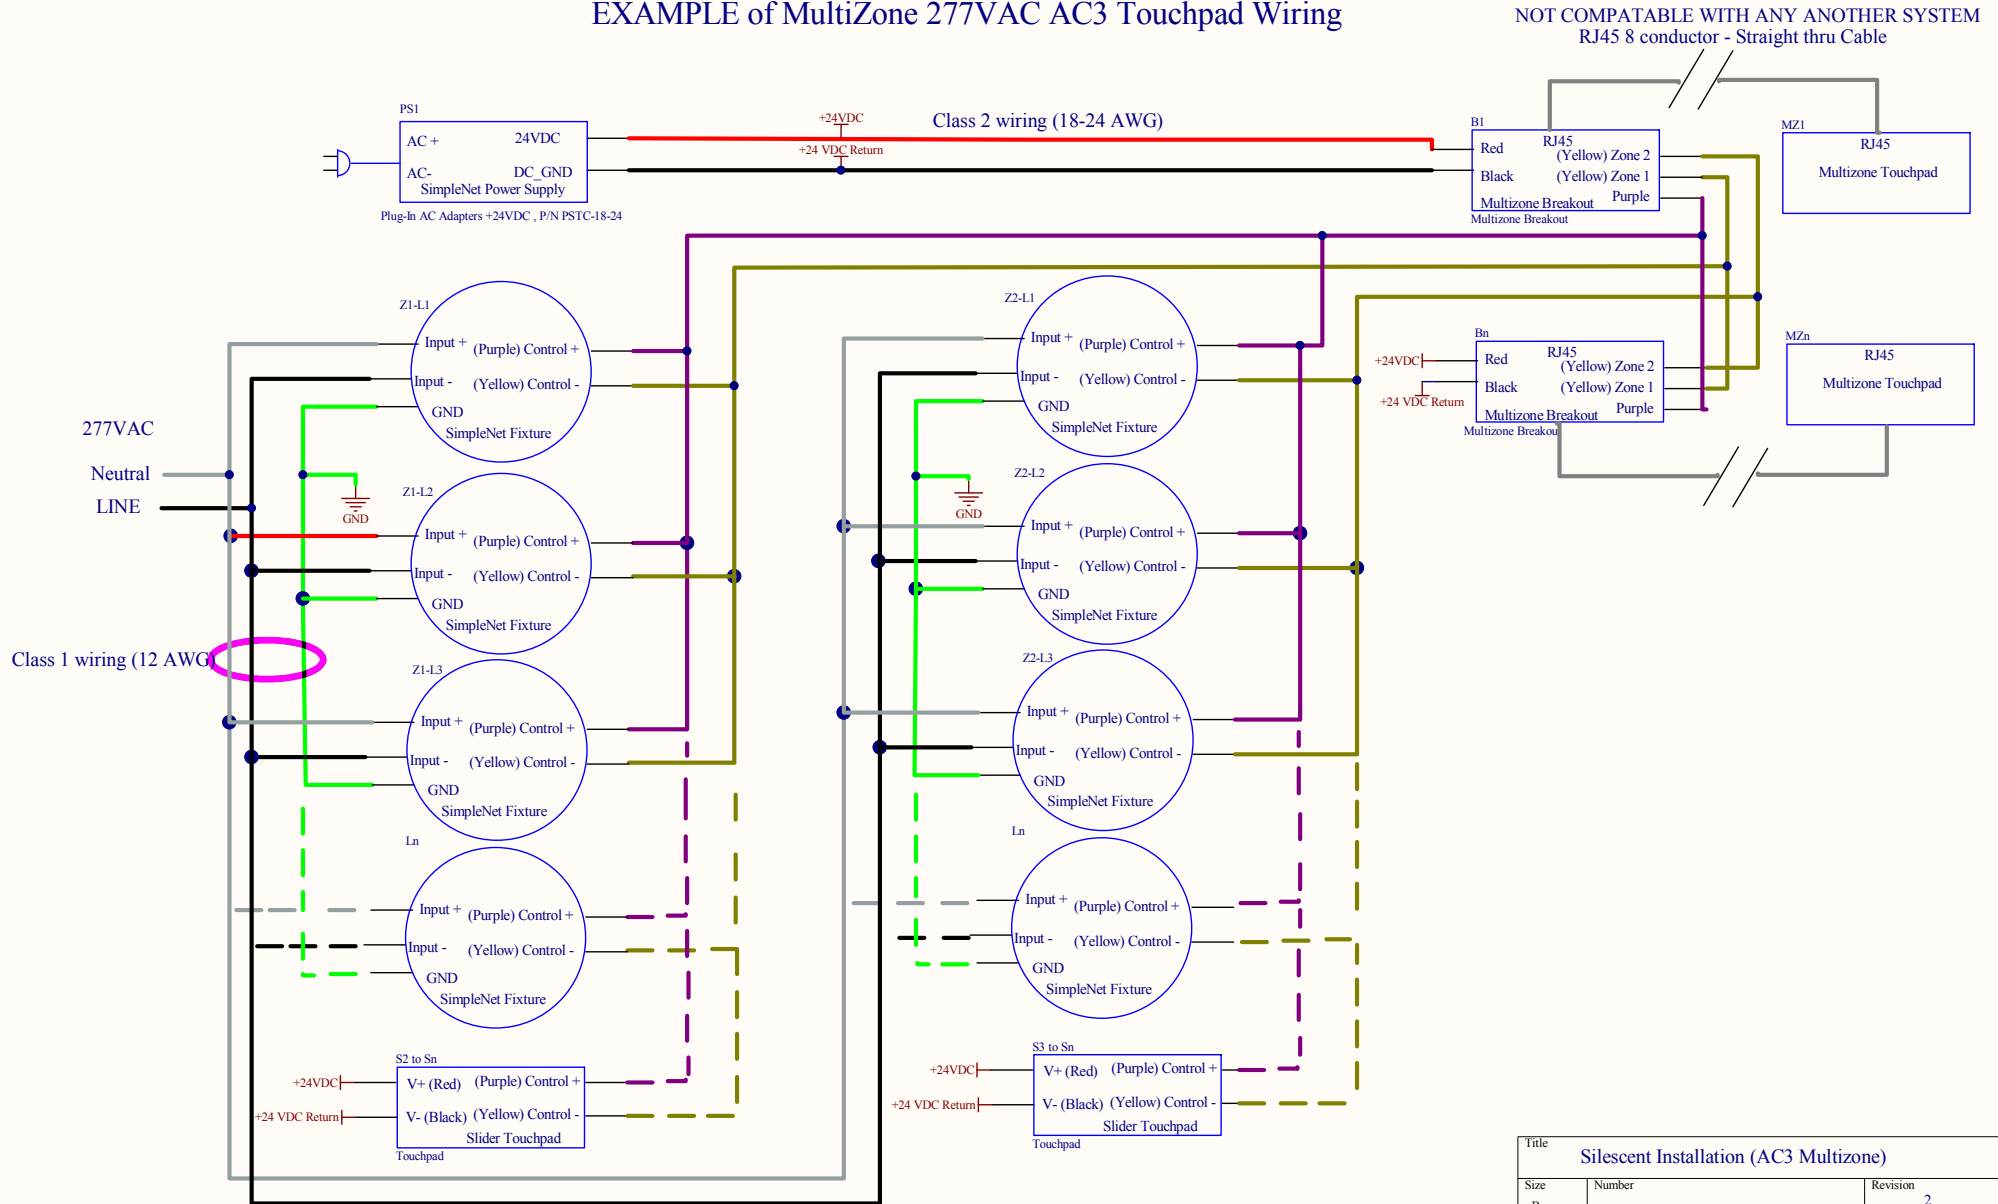 EXAMPLE of MultiZone 277VAC AC3 Touchpad Wiring
NOT COMPATABLE WITH ANY ANOTHER SYSTEM
RJ45 8 conductor - Straight thru Cable
PS1
AC +
24VDC
AC-
DC_GND
SimpleNet Power Supply
Plug-In AC Adapters +24VDC , P/N PSTC-18-24
+24VDC
+24 VDC Return
Class 2 wiring (18-24 AWG)
B1
Red
RJ45
(Yellow) Zone 2
Black
(Yellow) Zone 1
Multizone Breakout
Purple
Multizone Breakout
MZ1
RJ45
Multizone Touchpad
Z1-L1
Input +
(Purple) Control +
Input -
(Yellow) Control -
GND
SimpleNet Fixture
Z2-L1
Input +
(Purple) Control +
Input -
(Yellow) Control -
GND
SimpleNet Fixture
Bn
+24VDC
Red
RJ45
(Yellow) Zone 2
Black
(Yellow) Zone 1
+24 VDC Return
Multizone Breakout
Purple
Multizone Breakou
MZn
RJ45
Multizone Touchpad
277VAC
Neutral
LINE
GND
Z1-L2
Input +
(Purple) Control +
Input -
(Yellow) Control -
GND
SimpleNet Fixture
GND
Z2-L2
Input +
(Purple) Control +
Input -
(Yellow) Control -
GND
SimpleNet Fixture
Class 1 wiring (12 AWG)
Z1-L3
Input +
(Purple) Control +
Input -
(Yellow) Control -
GND
SimpleNet Fixture
Z2-L3
Input +
(Purple) Control +
Input -
(Yellow) Control -
GND
SimpleNet Fixture
Ln
Input +
(Purple) Control +
Input -
(Yellow) Control -
GND
SimpleNet Fixture
Ln
Input +
(Purple) Control +
Input -
(Yellow) Control -
GND
SimpleNet Fixture
S2 to Sn
+24VDC
V+ (Red)
(Purple) Control +
+24 VDC Return
V- (Black)
(Yellow) Control -
Slider Touchpad
Touchpad
S3 to Sn
+24VDC
V+ (Red)
(Purple) Control +
+24 VDC Return
V- (Black)
(Yellow) Control -
Slider Touchpad
Touchpad
Title
Silescent Installation (AC3 Multizone)
Size
Number
Revision
2